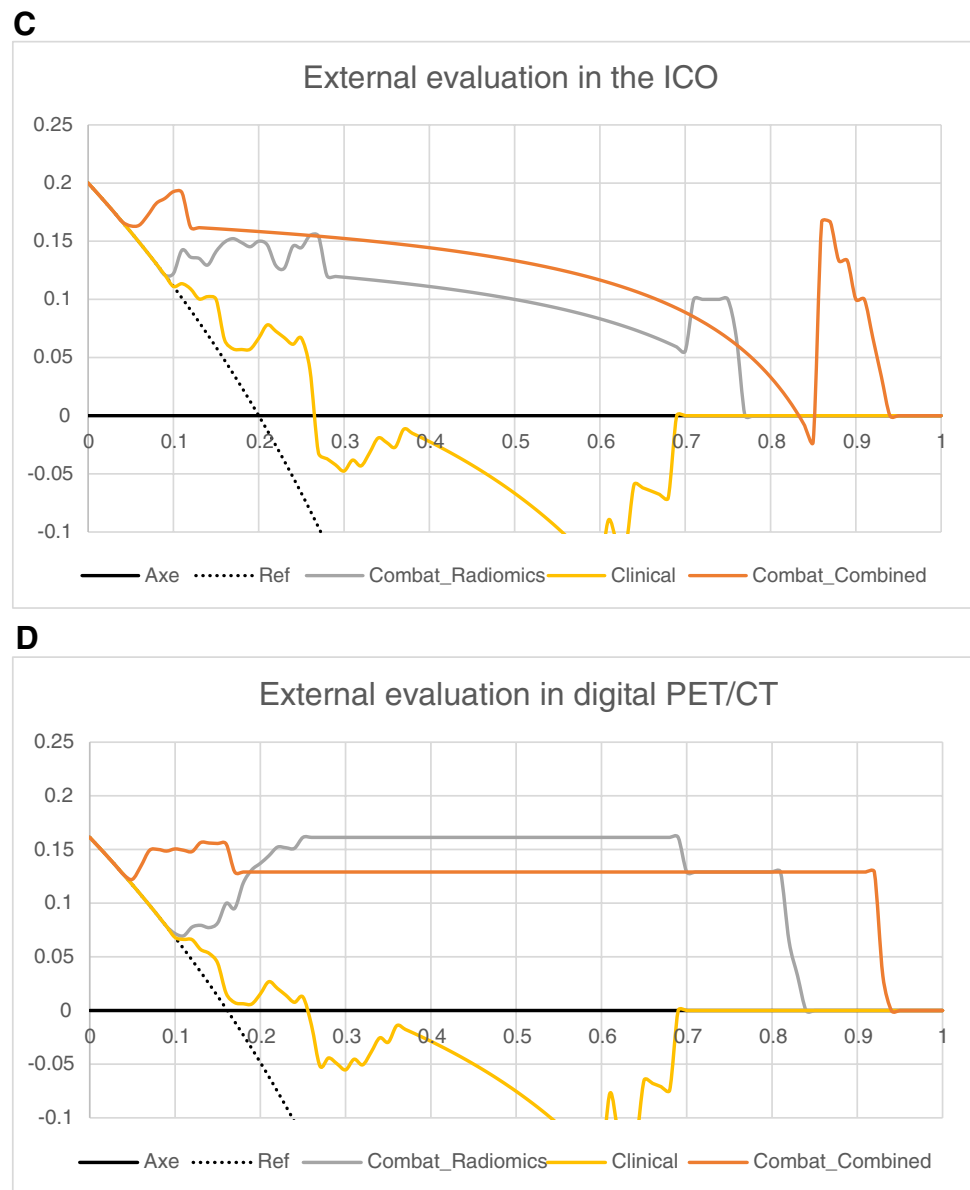 C
External evaluation in the ICO
0.25
0.2
0.15
0.1
0.05
0
0 0.1 0.2 0.3 0.4 0.5 0.6 0.7 0.8 0.9 1
-0.05
-0.1
Axe Ref Combat_Radiomics Clinical Combat_Combined
D
External evaluation in digital PET/CT
0.25
0.2
0.15
0.1
0.05
0
0 0.1 0.2 0.3 0.4 0.5 0.6 0.7 0.8 0.9 1
-0.05
-0.1
Axe Ref Combat_Radiomics Clinical Combat_Combined